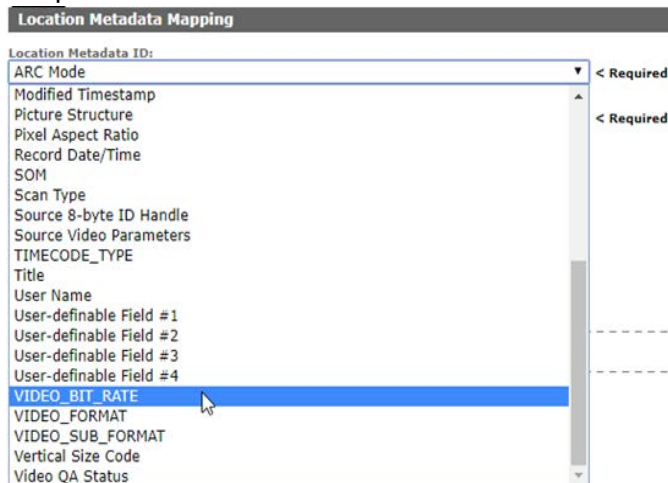 Location Metadata Mapping
Location Metadata ID:
ARC Mode
< Required
Modified Timestamp
Picture Structure
< Required
Pixel Aspect Ratio
Record Date/Time
SOM
Scan Type
Source 8-byte ID Handle
Source Video Parameters
TIMECODE_TYPE
Title
User Name
User-definable Field #1
User-definable Field #2
User-definable Field #3
User-definable Field #4
VIDEO_BIT_RATE
VIDEO_FORMAT
VIDEO_SUB_FORMAT
Vertical Size Code
Video QA Status